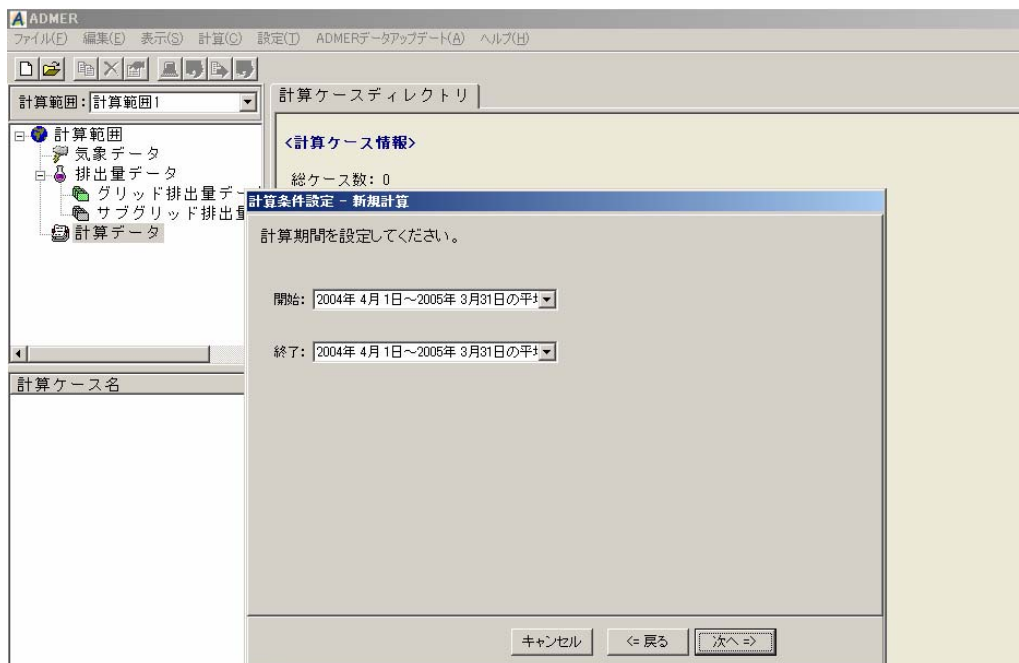 ADMER
ファイル(F) 編集(E) 表示(S) 計算(C) 設定(T) ADMERデータアップデート(A) ヘルプ(H)
計算範囲: 計算範囲1
計算範囲
気象データ
排出量データ
グリッド排出量デー
サブグリッド排出量
計算データ
計算ケース名
計算ケースディレクトリ
<計算ケース情報>
総ケース数: 0
計算条件設定 - 新規計算
計算期間を設定してください。
開始: 2004年 4月 1日～2005年 3月31日の平
終了: 2004年 4月 1日～2005年 3月31日の平
キャンセル
<= 戻る
次へ =>